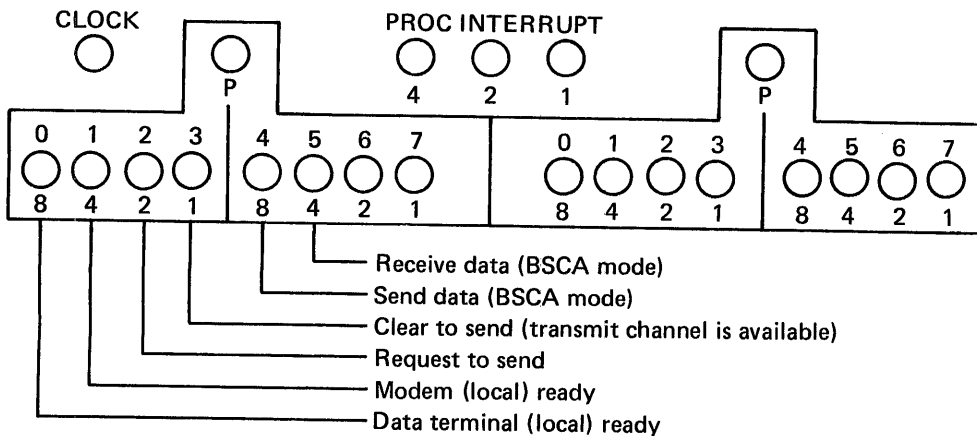 CLOCK PROC INTERRUPT
P 4 2 1 P
0 1 2 3 4 5 6 7 0 1 2 3 4 5 6 7
8 4 2 1 8 4 2 1 8 4 2 1 8 4 2 1
Receive data (BSCA mode)
Send data (BSCA mode)
Clear to send (transmit channel is available)
Request to send
Modem (local) ready
Data terminal (local) ready